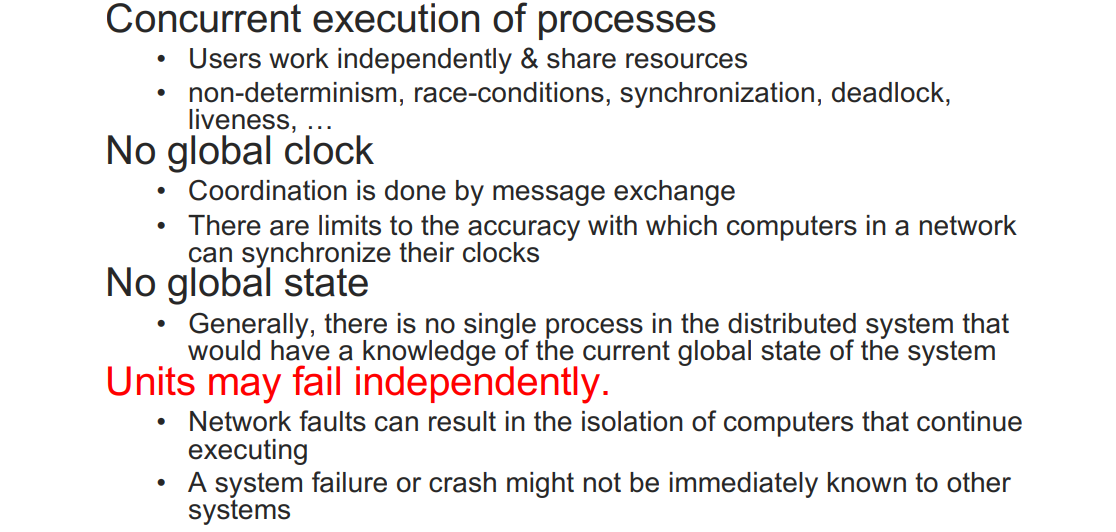 Concurrent execution of processes
• Users work independently & share resources
• non-determinism, race-conditions, synchronization, deadlock,
liveness, …
No global clock
• Coordination is done by message exchange
• There are limits to the accuracy with which computers in a network
can synchronize their clocks
No global state
• Generally, there is no single process in the distributed system that
would have a knowledge of the current global state of the system
Units may fail independently.
• Network faults can result in the isolation of computers that continue
executing
• A system failure or crash might not be immediately known to other
systems